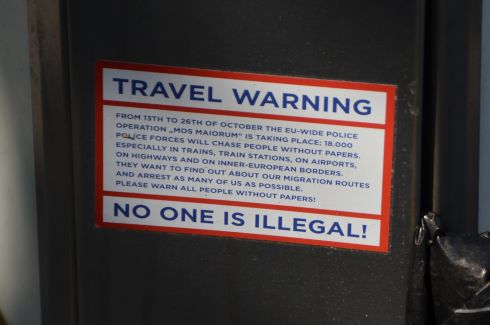 TRAVEL WARNING
FROM 13TH TO 26TH OF OCTOBER THE EU-WIDE POLICE
OPERATION „MOS MAIORUM" IS TAKING PLACE: 18.000
POLICE FORCES WILL CHASE PEOPLE WITHOUT PAPERS.
ESPECIALLY IN TRAINS, TRAIN STATIONS, ON AIRPORTS,
ON HIGHWAYS AND ON INNER-EUROPEAN BORDERS.
THEY WANT TO FIND OUT ABOUT OUR MIGRATION ROUTES
AND ARREST AS MANY OF US AS POSSIBLE.
PLEASE WARN ALL PEOPLE WITHOUT PAPERS!
NO ONE IS ILLEGAL!